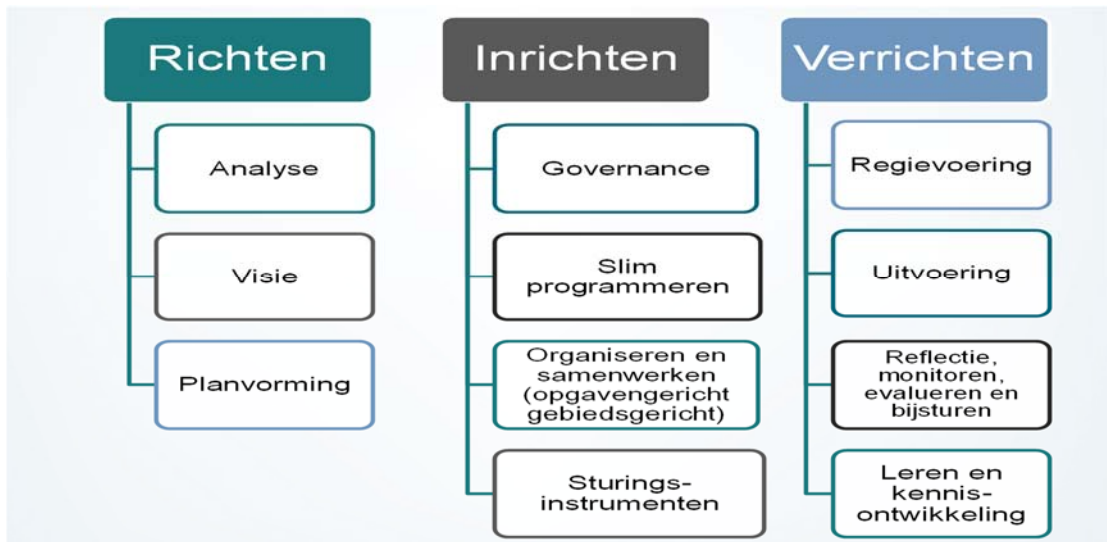 Richten
Analyse
Visie
Planvorming
Inrichten
Governance
Slim
programmeren
Organiseren en
samenwerken
(opgavengericht
gebiedsgericht)
Sturings-
instrumenten
Verrichten
Regievoering
Uitvoering
Reflectie,
monitoren,
evalueren en
bijsturen
Leren en
kennis-
ontwikkeling